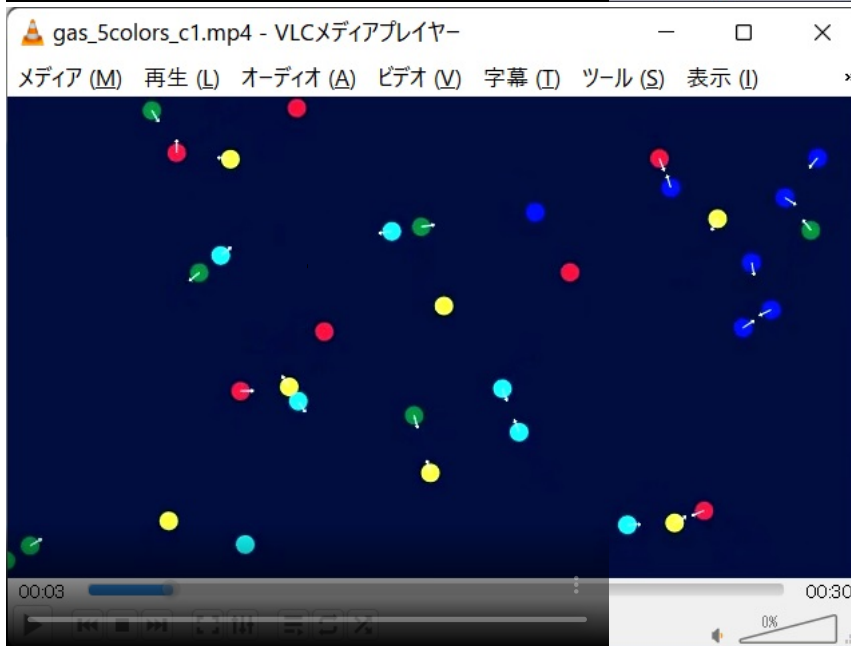 gas_5colors_c1.mp4 - VLCメディアプレイヤー
メディア (M) 再生 (L) オーディオ (A) ビデオ (V) 字幕 (T) ツール (S) 表示 (I) »
00:03 00:30
0%